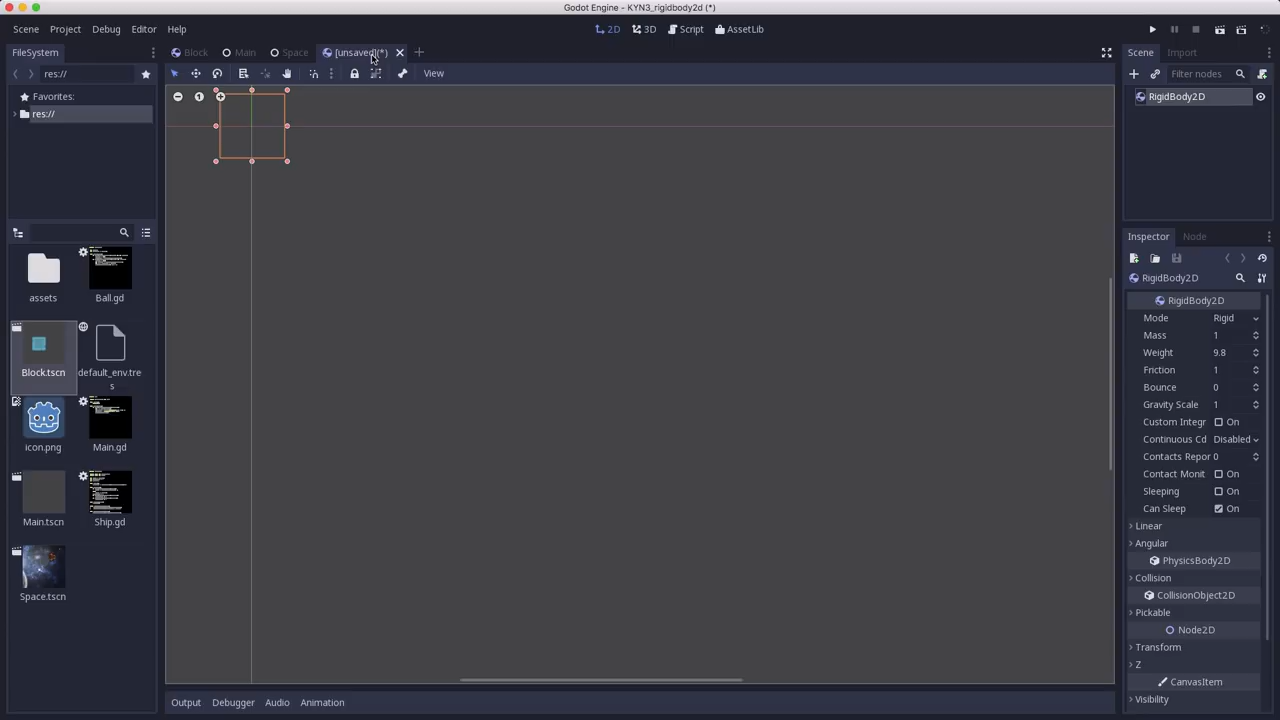 Godot Engine - KYN3_rigidbody2d (*)
Scene Project Debug Editor Help
2D 3D Script AssetLib
FileSystem
Block Main Space [unsaved](*)
Scene Import
res://
View
Filter nodes
Favorites:
res://
RigidBody2D
1
Inspector Node
RigidBody2D
RigidBody2D
Mode Rigid
Mass 1
Weight 9.8
Friction 1
Bounce 0
Gravity Scale 1
Custom Integr On
Continuous Cd Disabled
Contacts Repor 0
Contact Monit On
Sleeping On
Can Sleep On
Linear
Angular
PhysicsBody2D
Collision
CollisionObject2D
Pickable
Node2D
Transform
Z
CanvasItem
Visibility
assets Ball.gd
Block.tscn default_env.tre
s
icon.png Main.gd
Main.tscn Ship.gd
Space.tscn
Output Debugger Audio Animation